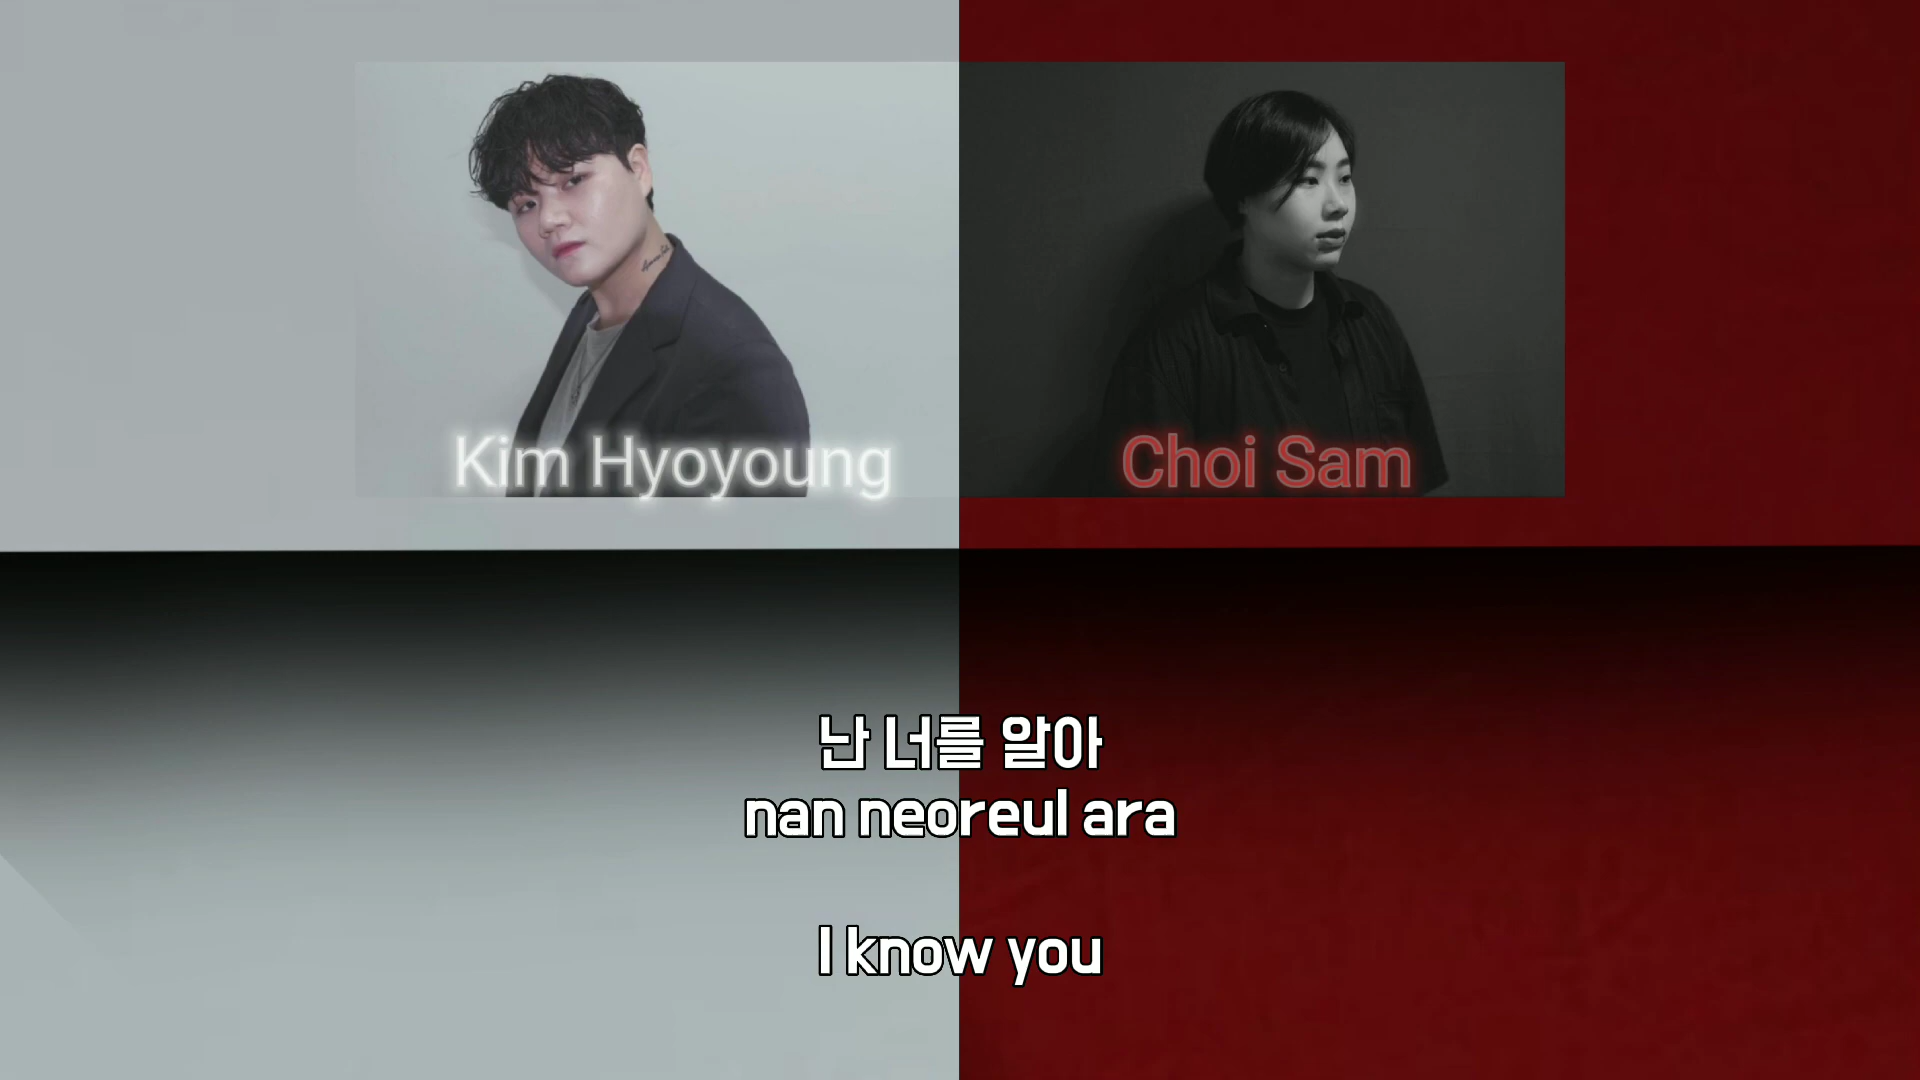 Kim Hyoyoung
Choi Sam
난 너를 알아
nan neoreul ara
I know you